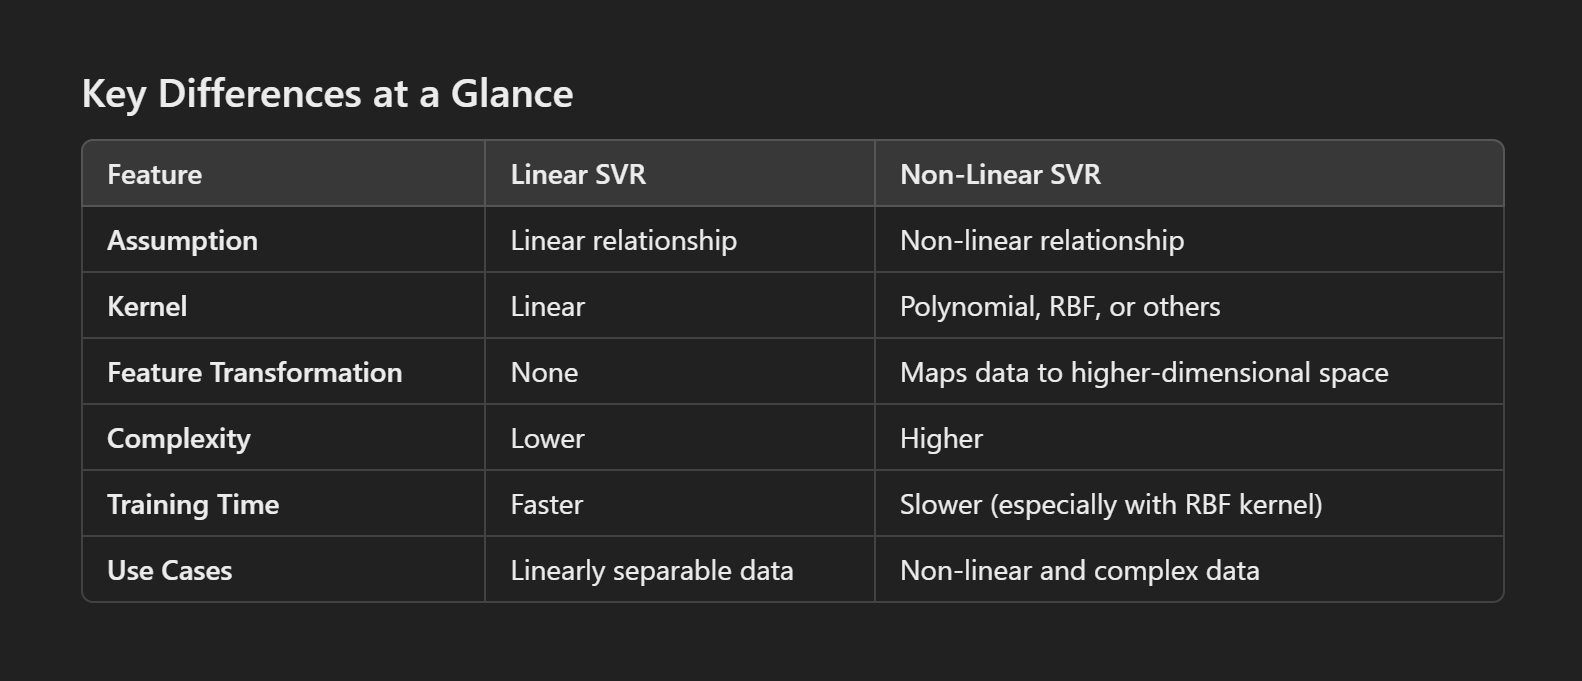 Key Differences at a Glance
Feature Linear SVR Non-Linear SVR
Assumption Linear relationship Non-linear relationship
Kernel Linear Polynomial, RBF, or others
Feature Transformation None Maps data to higher-dimensional space
Complexity Lower Higher
Training Time Faster Slower (especially with RBF kernel)
Use Cases Linearly separable data Non-linear and complex data